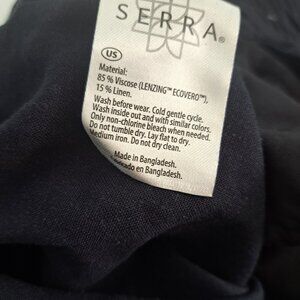 SERRA®
US
Material:
85 % Viscose (LENZING™ ECOVERO™),
15 % Linen.
Wash before wear. Cold gentle cycle.
Wash inside out and with similar colors.
Only non-chlorine bleach when needed.
Do not tumble dry. Lay flat to dry.
Medium iron. Do not dry clean.
Made in Bangladesh.
en Bangladesh.